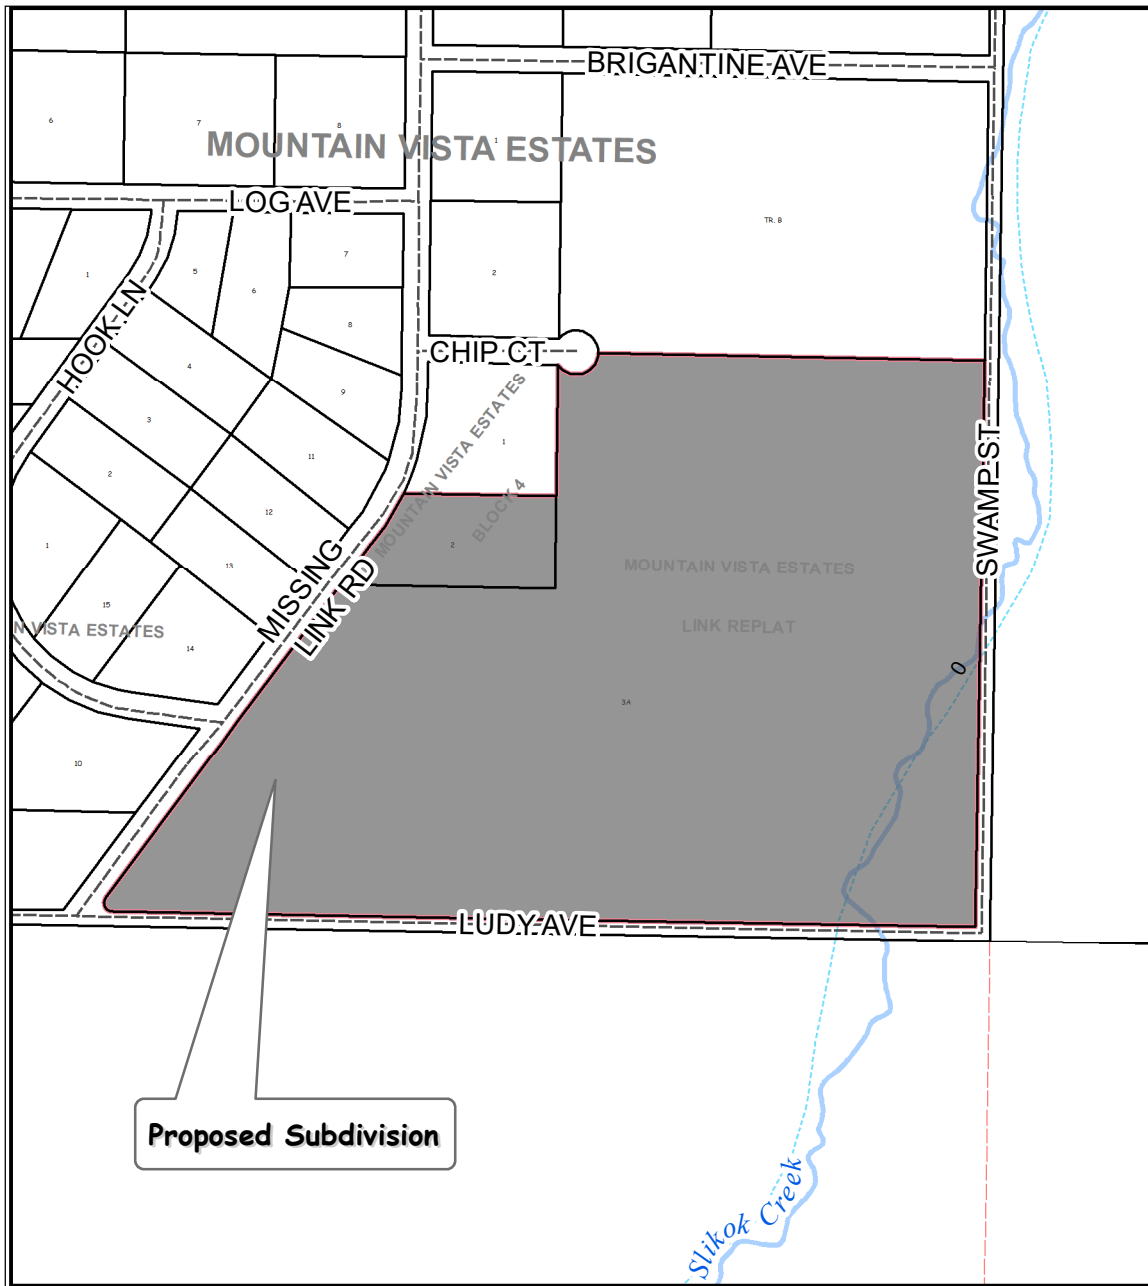 BRIGANTINE AVE
6
7
8
1
MOUNTAIN VISTA ESTATES
LOG AVE
TR. B
1
5
6
7
2
8
HOOK LN
CHIP CT
4
9
3
11
1
MOUNTAIN VISTA ESTATES
BLOCK 4
2
12
SWAMP ST
1
13
2
MOUNTAIN VISTA ESTATES
LINK REPLAT
MISSING
LINK RD
15
N VISTA ESTATES
14
0
3A
10
LUDY AVE
Proposed Subdivision
Slikok Creek